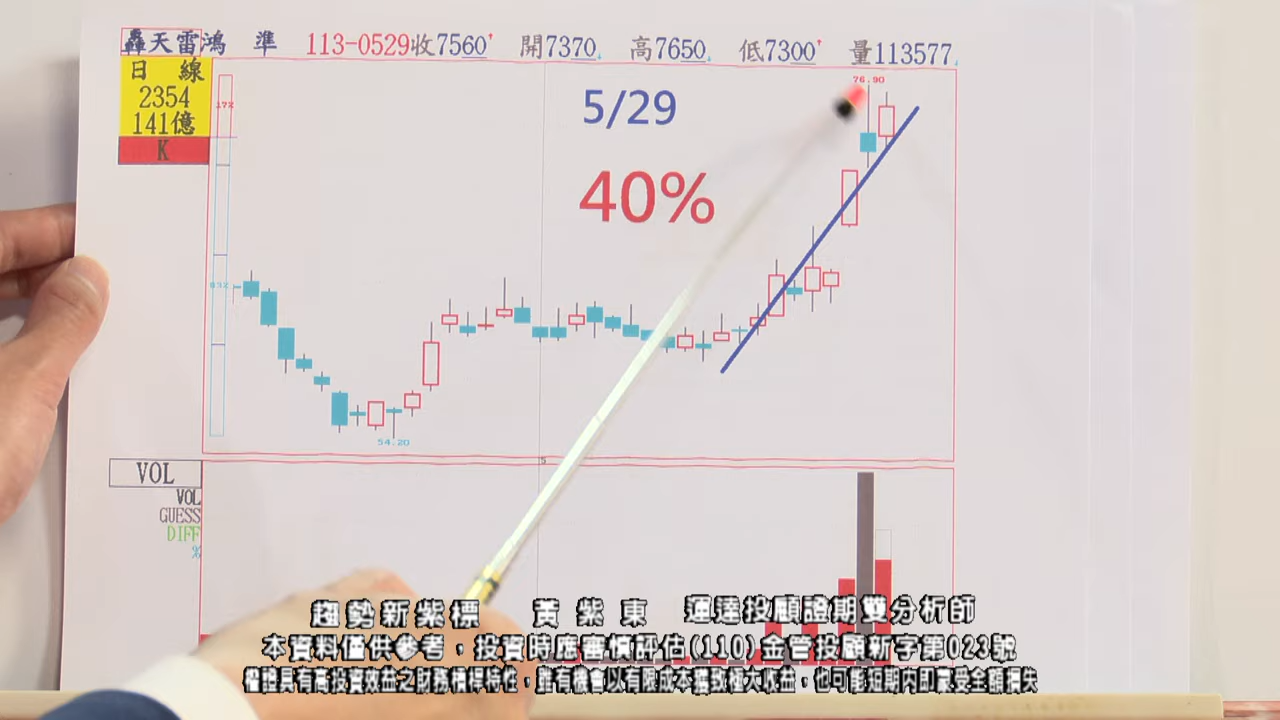 轟天雷鴻 準 113-0529收7560 開7370 高7650 低7300 量113577
日 線
2354
141億
K
17%
83%
5/29
40%
76.90
54.20
5
VOL
VOL
GUESS
DIFF
%
趨勢新紫標 黃紫東 運達投顧證期雙分析師
本資料僅供參考，投資時應審慎評估(110)金管投顧新字第023號
權證具有高投資效益之財務槓桿特性，雖有機會以有限成本獲致極大收益，也可能短期內即蒙受全額損失